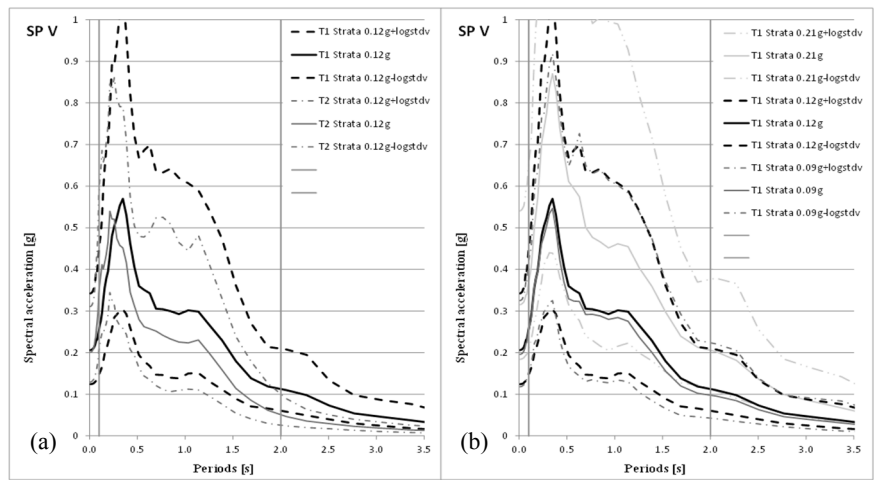 SP V
T1 Strata 0.12g+logstdv
T1 Strata 0.12g
T1 Strata 0.12g-logstdv
T2 Strata 0.12g+logstdv
T2 Strata 0.12g
T2 Strata 0.12g-logstdv
Spectral acceleration [g]
1
0.9
0.8
0.7
0.6
0.5
0.4
0.3
0.2
0.1
0
0.0 0.5 1.0 1.5 2.0 2.5 3.0 3.5
Periods [s]
(a)
SP V
T1 Strata 0.21g+logstdv
T1 Strata 0.21g
T1 Strata 0.21g-logstdv
T1 Strata 0.12g+logstdv
T1 Strata 0.12g
T1 Strata 0.12g-logstdv
T1 Strata 0.09g+logstdv
T1 Strata 0.09g
T1 Strata 0.09g-logstdv
Spectral acceleration [g]
1
0.9
0.8
0.7
0.6
0.5
0.4
0.3
0.2
0.1
0
0.0 0.5 1.0 1.5 2.0 2.5 3.0 3.5
Periods [s]
(b)